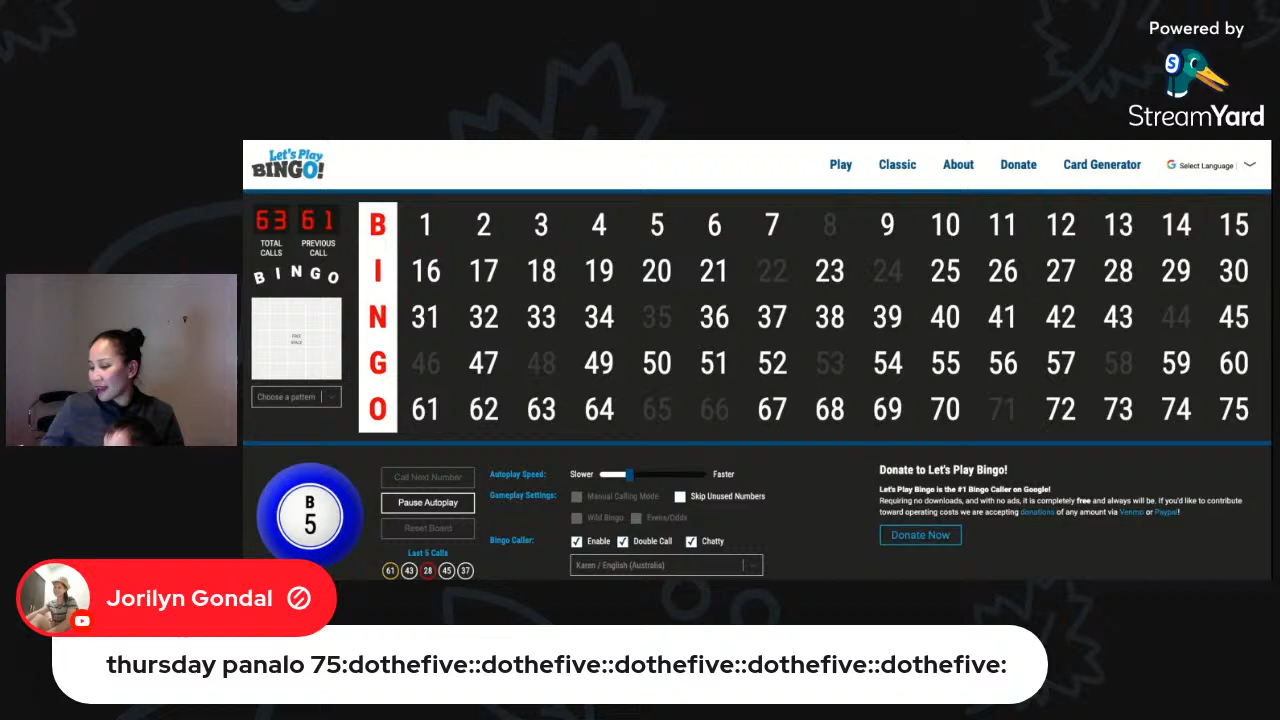 Powered by
StreamYard
Let's Play
BINGO!
Play
Classic
About
Donate
Card Generator
G Select Language
63 61
TOTAL CALLS
PREVIOUS CALL
B I N G O
FREE SPACE
Choose a pattern
B 1 2 3 4 5 6 7 8 9 10 11 12 13 14 15
I 16 17 18 19 20 21 22 23 24 25 26 27 28 29 30
N 31 32 33 34 35 36 37 38 39 40 41 42 43 44 45
G 46 47 48 49 50 51 52 53 54 55 56 57 58 59 60
O 61 62 63 64 65 66 67 68 69 70 71 72 73 74 75
B
5
Call Next Number
Pause Autoplay
Reset Board
Last 5 Calls
61 43 28 45 37
Autoplay Speed: Slower Faster
Gameplay Settings: Manual Calling Mode Skip Unused Numbers
Wild Bingo Evens/Odds
Bingo Caller: Enable Double Call Chatty
Karen / English (Australia)
Donate to Let's Play Bingo!
Let's Play Bingo is the #1 Bingo Caller on Google!
Requiring no downloads, and with no ads, it is completely free and always will be. If you'd like to contribute
toward operating costs we are accepting donations of any amount via Venmo or Paypal!
Donate Now
Jorilyn Gondal
thursday panalo 75:dothefive::dothefive::dothefive::dothefive::dothefive: